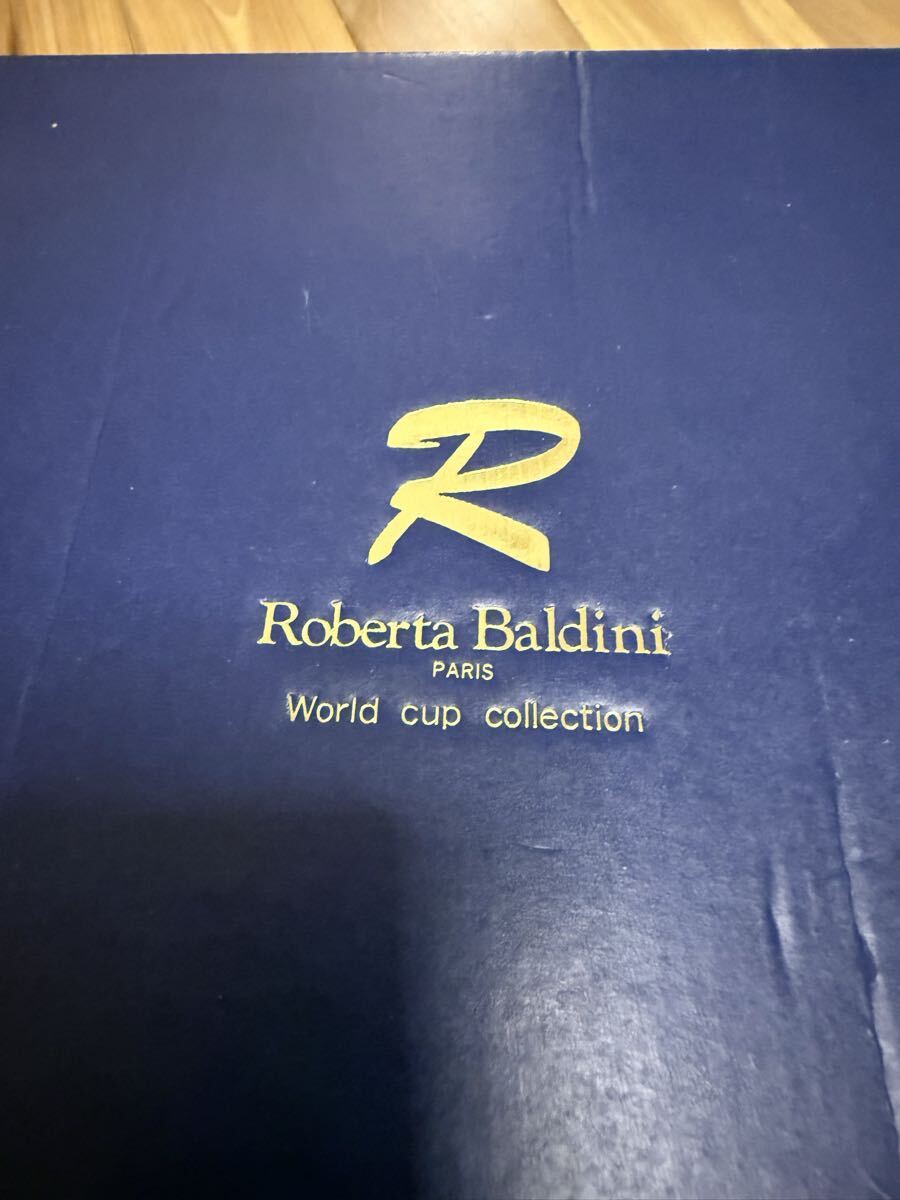 R
Roberta Baldini
PARIS
World cup collection